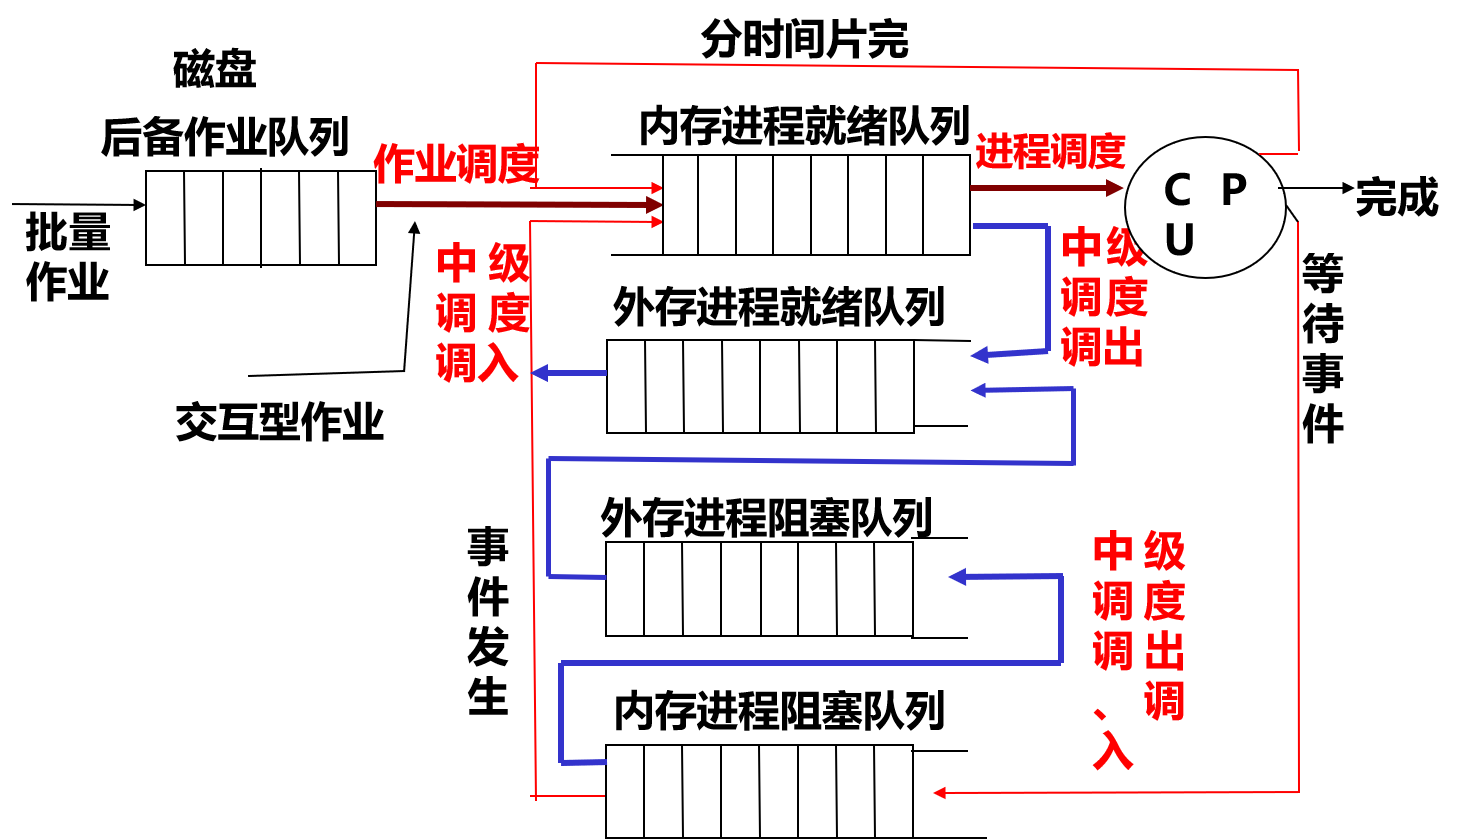 分时间片完
磁盘
后备作业队列
内存进程就绪队列
作业调度
进程调度
C P
U
完成
批量
作业
中 级
调 度
调入
中 级
调 度
调出
等
待
事
件
外存进程就绪队列
交互型作业
外存进程阻塞队列
事
件
发
生
中 级
调 度
调 出
、 调
入
内存进程阻塞队列